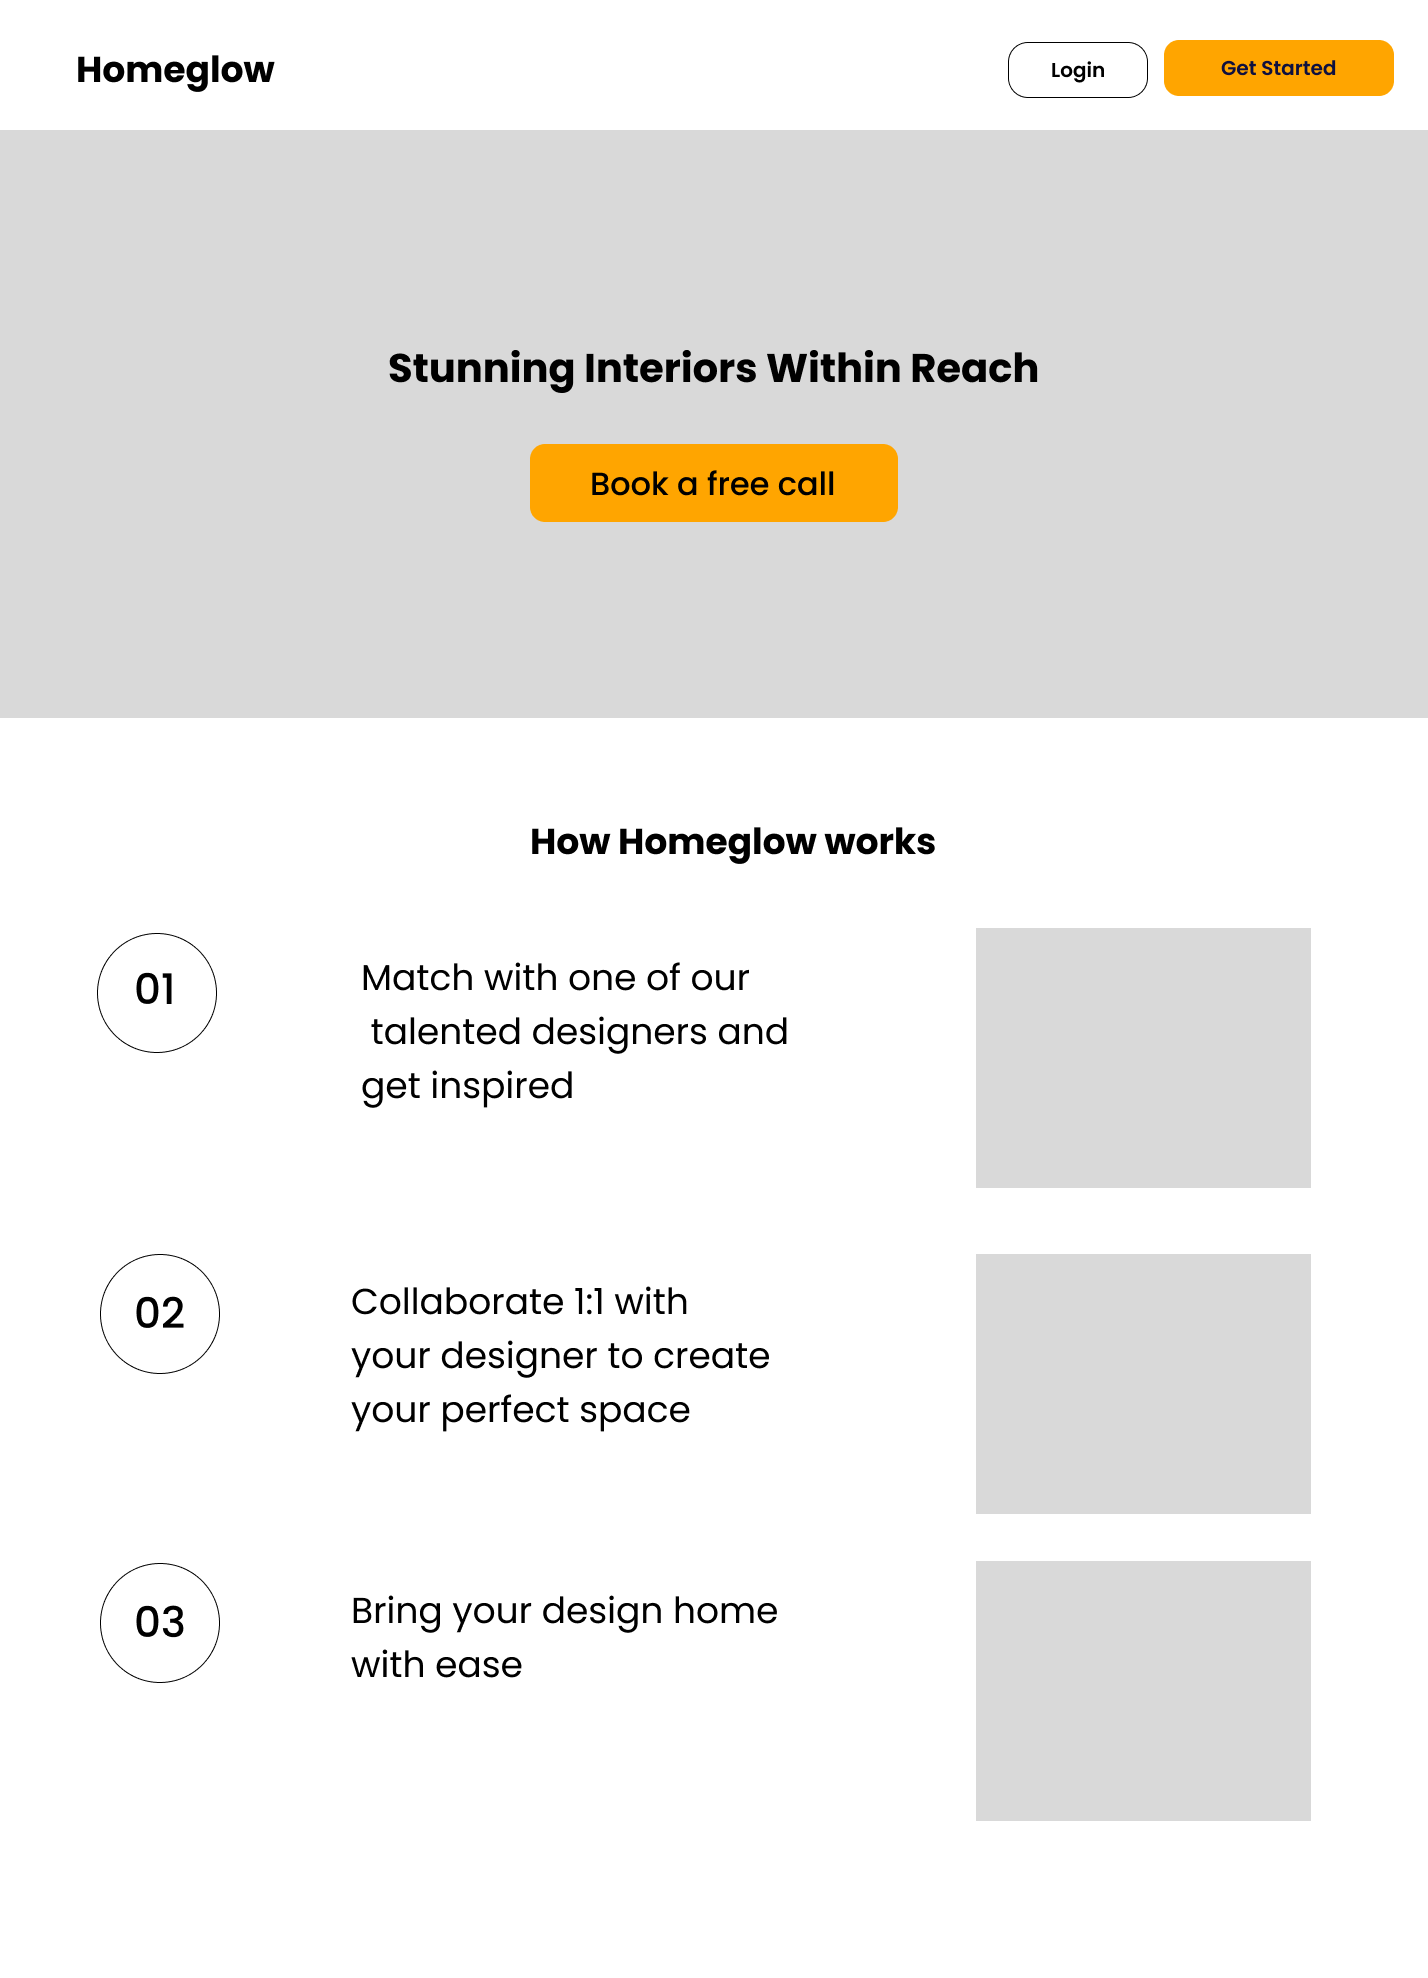 Homeglow
Login
Get Started
Stunning Interiors Within Reach
Book a free call
How Homeglow works
01
Match with one of our
talented designers and
get inspired
02
Collaborate 1:1 with
your designer to create
your perfect space
03
Bring your design home
with ease